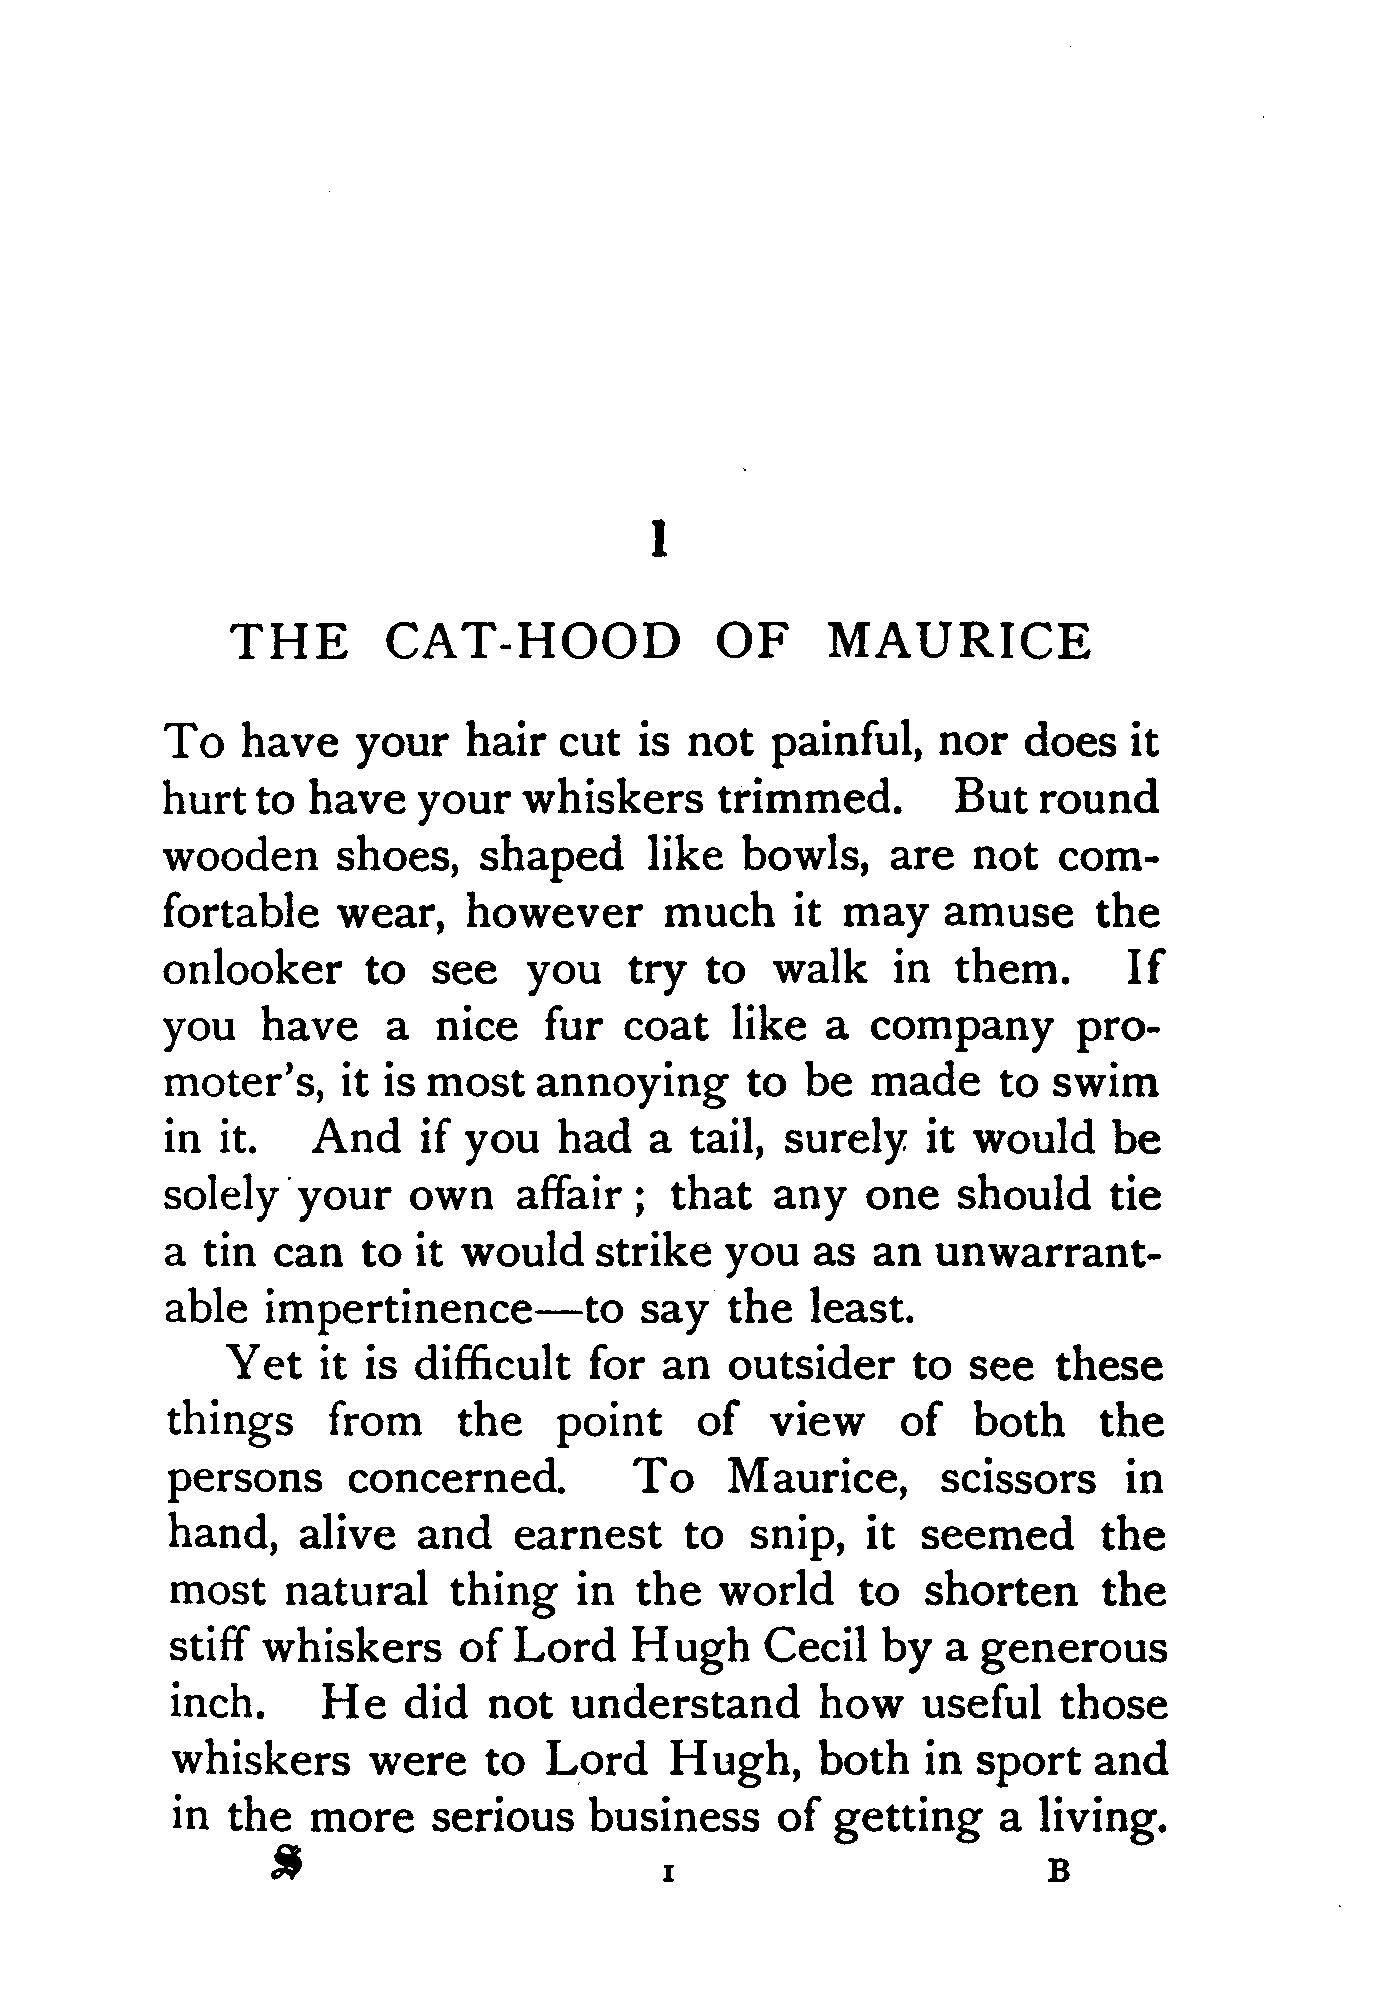 I
THE CAT-HOOD OF MAURICE
To have your hair cut is not painful, nor does it
hurt to have your whiskers trimmed. But round
wooden shoes, shaped like bowls, are not com-
fortable wear, however much it may amuse the
onlooker to see you try to walk in them. If
you have a nice fur coat like a company pro-
moter's, it is most annoying to be made to swim
in it. And if you had a tail, surely it would be
solely your own affair; that any one should tie
a tin can to it would strike you as an unwarrant-
able impertinence—to say the least.
Yet it is difficult for an outsider to see these
things from the point of view of both the
persons concerned. To Maurice, scissors in
hand, alive and earnest to snip, it seemed the
most natural thing in the world to shorten the
stiff whiskers of Lord Hugh Cecil by a generous
inch. He did not understand how useful those
whiskers were to Lord Hugh, both in sport and
in the more serious business of getting a living.
S 1 B